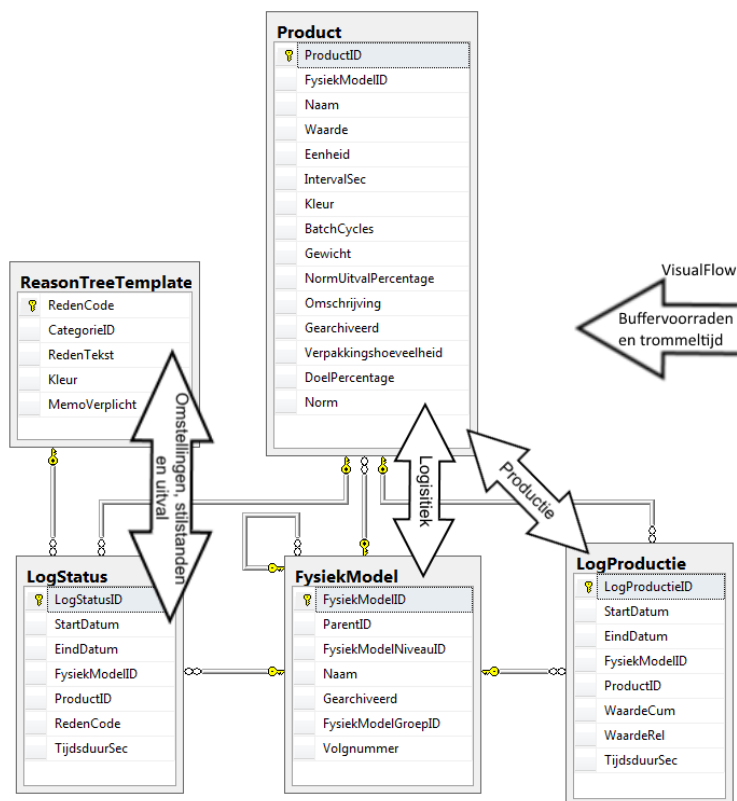 Product
ProductID
FysiekModelID
Naam
Waarde
Eenheid
IntervalSec
Kleur
BatchCycles
Gewicht
NormUitvalPercentage
Omschrijving
Gearchiveerd
Verpakkingshoeveelheid
DoelPercentage
Norm
VisualFlow
Buffervoorraden
en trommeltijd
ReasonTreeTemplate
RedenCode
CategorieID
RedenTekst
Kleur
MemoVerplicht
Omstellingen, stilstanden
en uitval
Logisitiek
Productie
LogStatus
LogStatusID
StartDatum
EindDatum
FysiekModelID
ProductID
RedenCode
TijdsduurSec
FysiekModel
FysiekModelID
ParentID
FysiekModelNiveauID
Naam
Gearchiveerd
FysiekModelGroepID
Volgnummer
LogProductie
LogProductieID
StartDatum
EindDatum
FysiekModelID
ProductID
WaardeCum
WaardeRel
TijdsduurSec